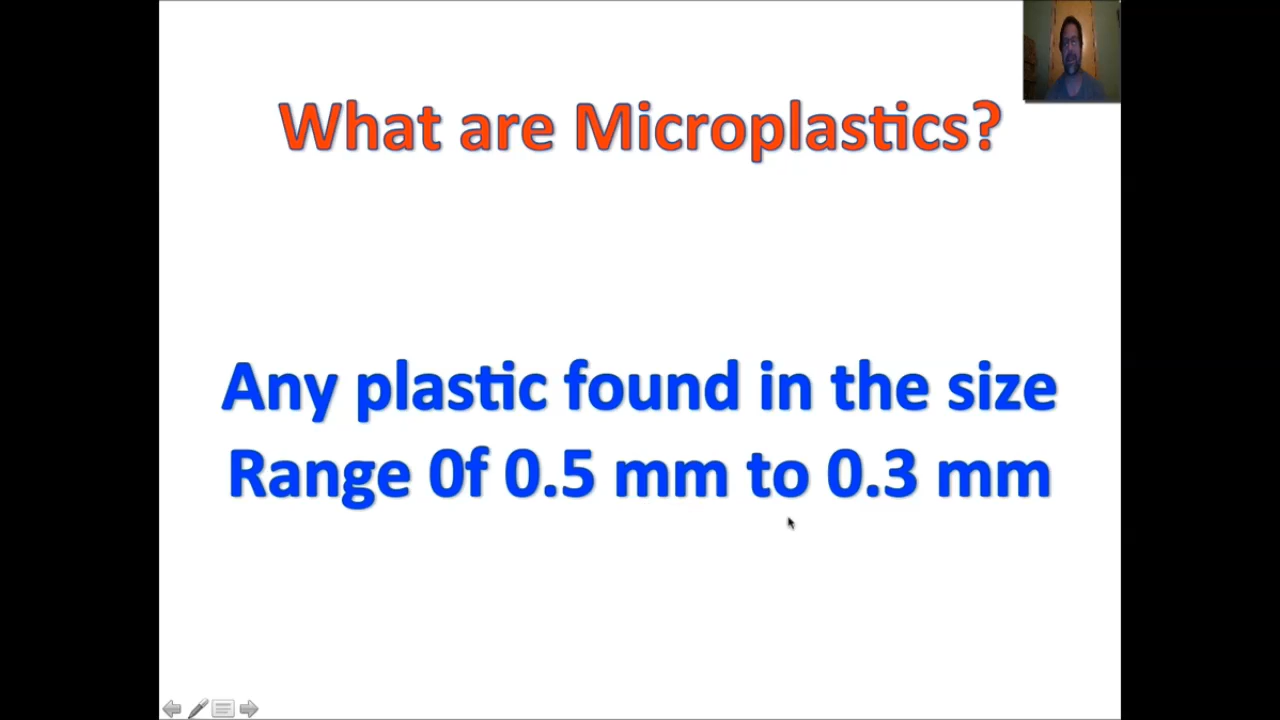 What are Microplastics?
Any plastic found in the size
Range 0f 0.5 mm to 0.3 mm